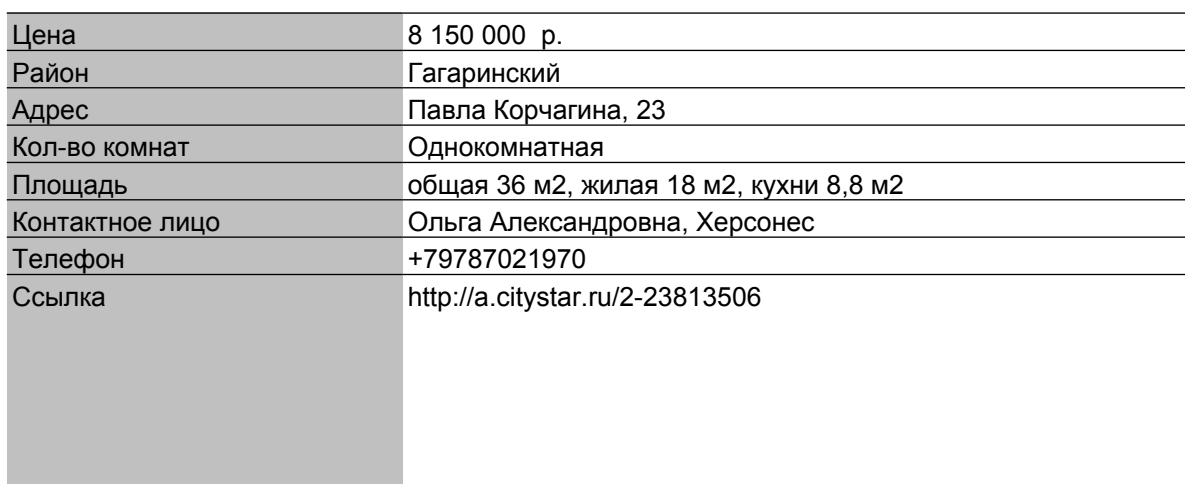 Цена 8 150 000 р.
Район Гагаринский
Адрес Павла Корчагина, 23
Кол-во комнат Однокомнатная
Площадь общая 36 м2, жилая 18 м2, кухни 8,8 м2
Контактное лицо Ольга Александровна, Херсонес
Телефон +79787021970
Ссылка http://a.citystar.ru/2-23813506